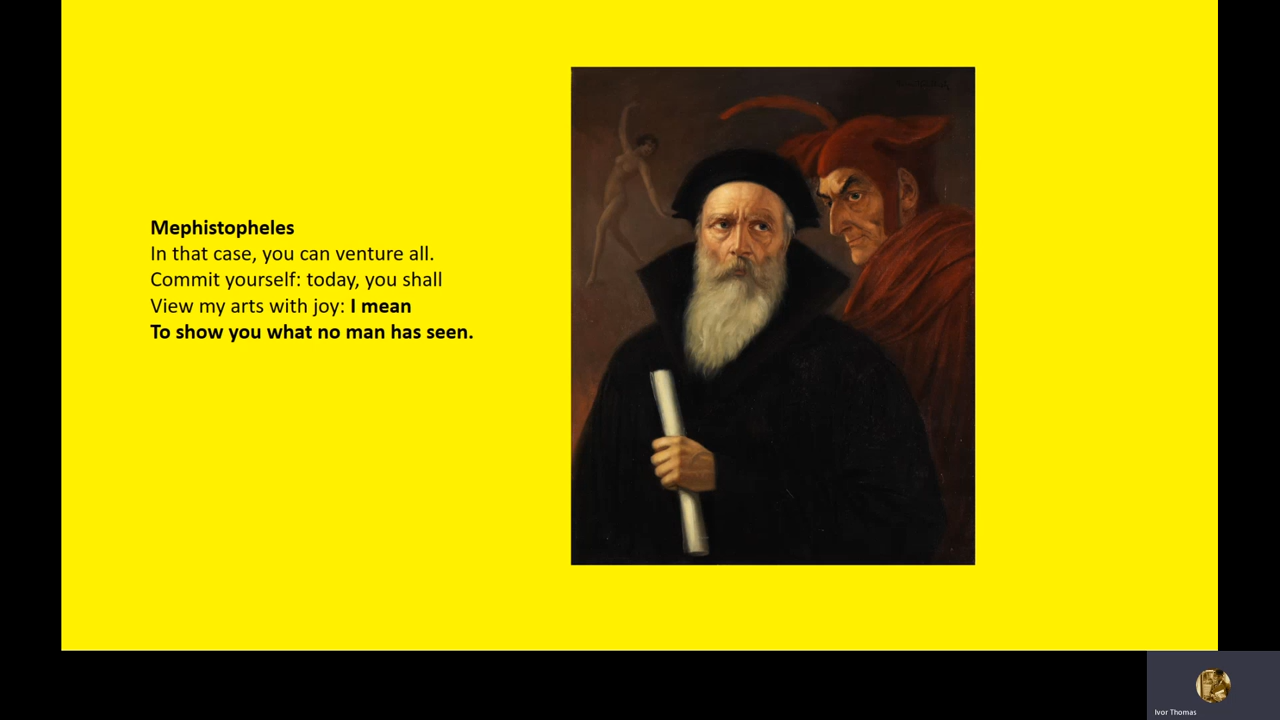 Mephistopheles
In that case, you can venture all.
Commit yourself: today, you shall
View my arts with joy: I mean
To show you what no man has seen.
Ivor Thomas